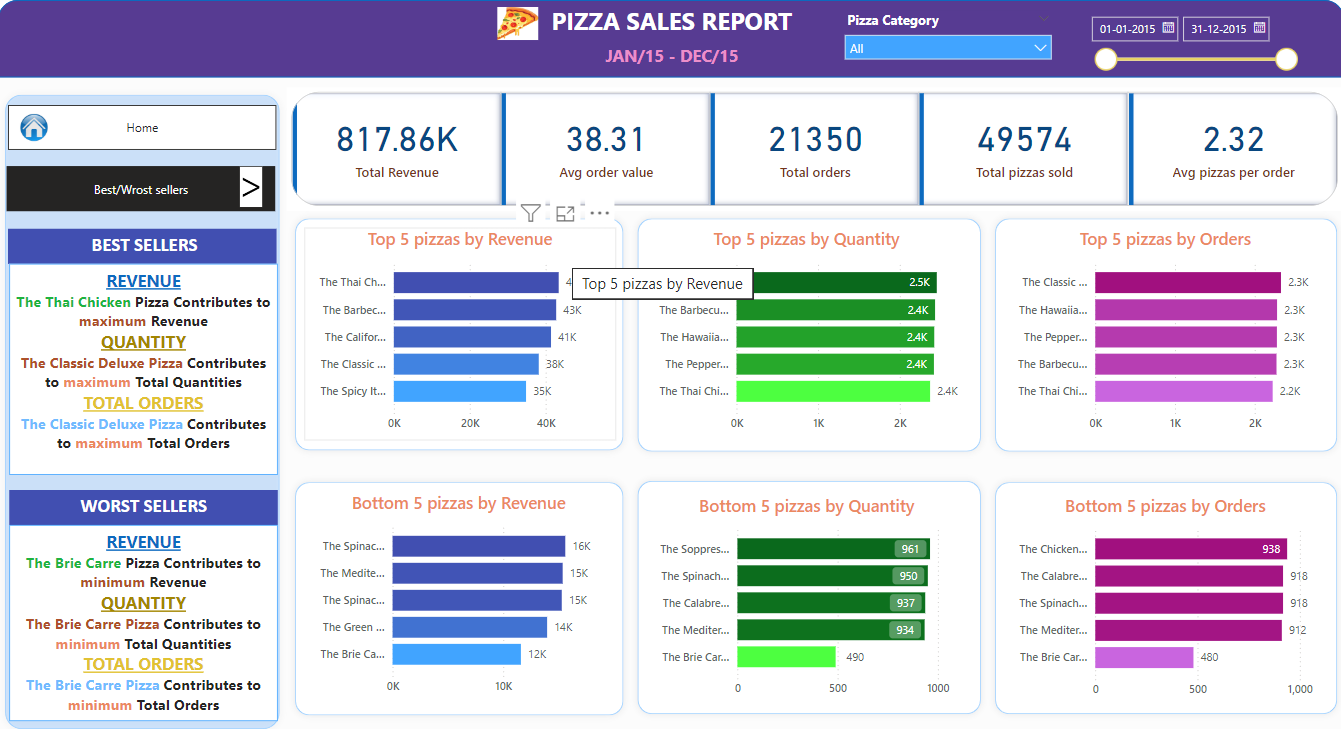 PIZZA SALES REPORT
JAN/15 - DEC/15
Pizza Category
All
01-01-2015
31-12-2015
Home
Best/Wrost sellers
>
BEST SELLERS
REVENUE
The Thai Chicken Pizza Contributes to
maximum Revenue
QUANTITY
The Classic Deluxe Pizza Contributes
to maximum Total Quantities
TOTAL ORDERS
The Classic Deluxe Pizza Contributes
to maximum Total Orders
WORST SELLERS
REVENUE
The Brie Carre Pizza Contributes to
minimum Revenue
QUANTITY
The Brie Carre Pizza Contributes to
minimum Total Quantities
TOTAL ORDERS
The Brie Carre Pizza Contributes to
minimum Total Orders
817.86K
Total Revenue
38.31
Avg order value
21350
Total orders
49574
Total pizzas sold
2.32
Avg pizzas per order
Top 5 pizzas by Revenue
The Thai Ch...
The Barbec... 43K
The Califor... 41K
The Classic ... 38K
The Spicy It... 35K
0K 20K 40K
Top 5 pizzas by Revenue
Top 5 pizzas by Quantity
2.5K
The Barbecu... 2.4K
The Hawaiia... 2.4K
The Pepper... 2.4K
The Thai Chi... 2.4K
0K 1K 2K
Top 5 pizzas by Orders
The Classic ... 2.3K
The Hawaiia... 2.3K
The Pepper... 2.3K
The Barbecu... 2.3K
The Thai Chi... 2.2K
0K 1K 2K
Bottom 5 pizzas by Revenue
The Spinac... 16K
The Medite... 15K
The Spinac... 15K
The Green ... 14K
The Brie Ca... 12K
0K 10K
Bottom 5 pizzas by Quantity
The Soppres... 961
The Spinach... 950
The Calabre... 937
The Mediter... 934
The Brie Car... 490
0 500 1000
Bottom 5 pizzas by Orders
The Chicken... 938
The Calabre... 918
The Spinach... 918
The Mediter... 912
The Brie Car... 480
0 500 1,000